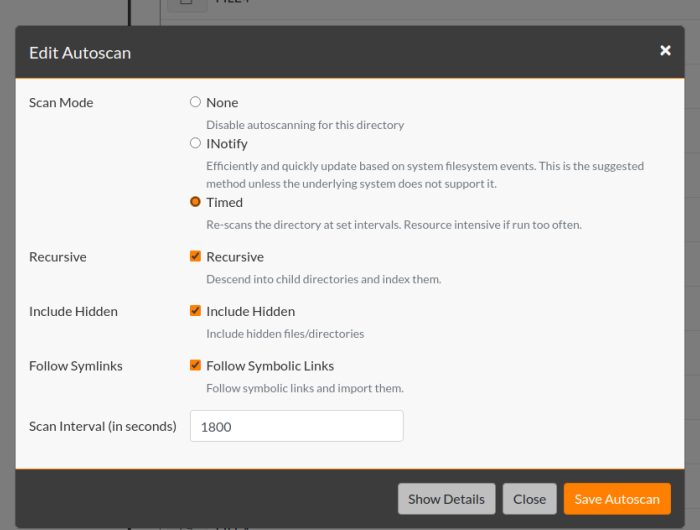 Edit Autoscan
Scan Mode
None
Disable autoscanning for this directory
INotify
Efficiently and quickly update based on system filesystem events. This is the suggested
method unless the underlying system does not support it.
Timed
Re-scans the directory at set intervals. Resource intensive if run too often.
Recursive
Recursive
Descend into child directories and index them.
Include Hidden
Include Hidden
Include hidden files/directories
Follow Symlinks
Follow Symbolic Links
Follow symbolic links and import them.
Scan Interval (in seconds)
1800
Show Details
Close
Save Autoscan